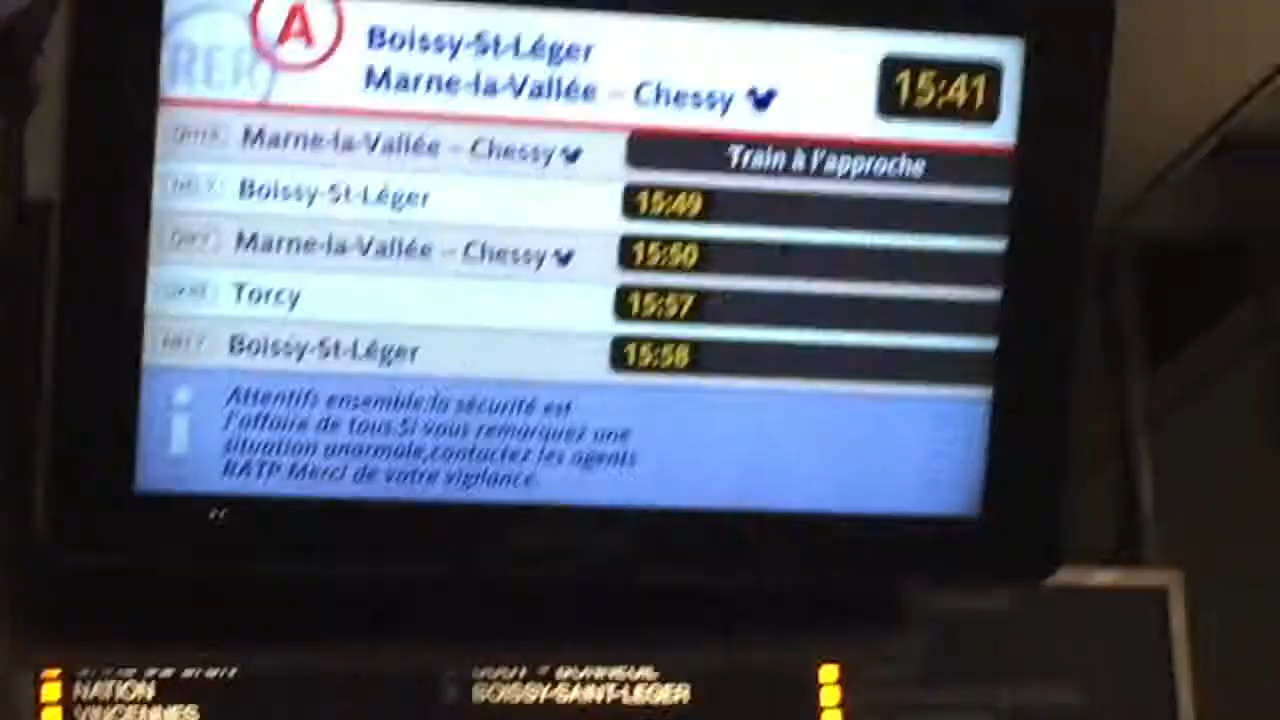 RER A
Boissy-St-Léger
Marne-la-Vallée – Chessy
15:41
Marne-la-Vallée – Chessy Train à l'approche
Boissy-St-Léger 15:49
Marne-la-Vallée – Chessy 15:50
Torcy 15:57
Boissy-St-Léger 15:58
i
Attentifs ensemble:la sécurité est
l'affaire de tous.Si vous remarquez une
situation anormale,contactez les agents
RATP.Merci de votre vigilance.
NATION BOISSY-SAINT-LEGER
VINCENNES